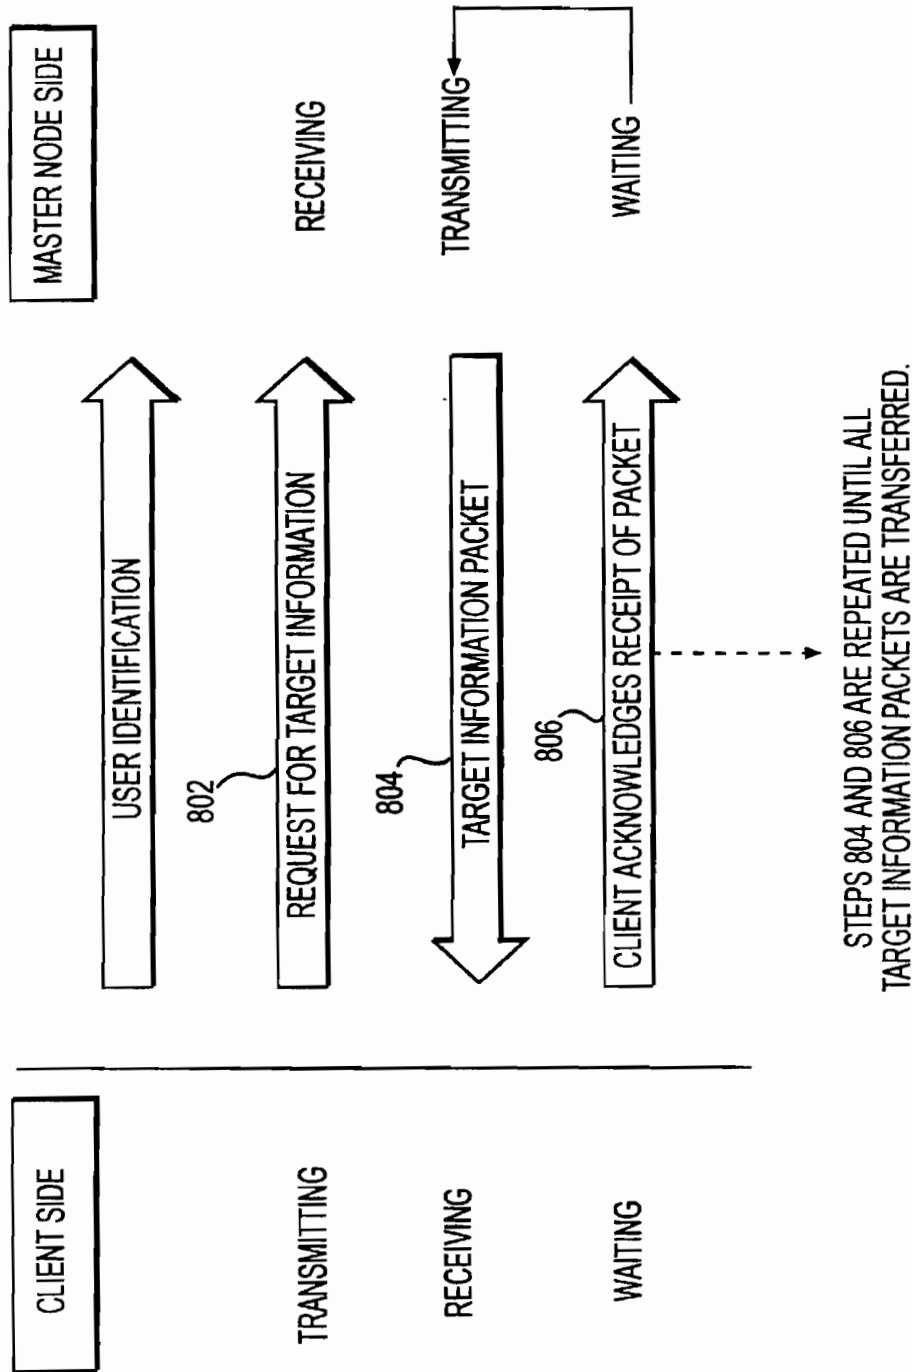 CLIENT SIDE
MASTER NODE SIDE
USER IDENTIFICATION
TRANSMITTING
802
REQUEST FOR TARGET INFORMATION
RECEIVING
RECEIVING
804
TARGET INFORMATION PACKET
TRANSMITTING
WAITING
806
CLIENT ACKNOWLEDGES RECEIPT OF PACKET
WAITING
STEPS 804 AND 806 ARE REPEATED UNTIL ALL
TARGET INFORMATION PACKETS ARE TRANSFERRED.